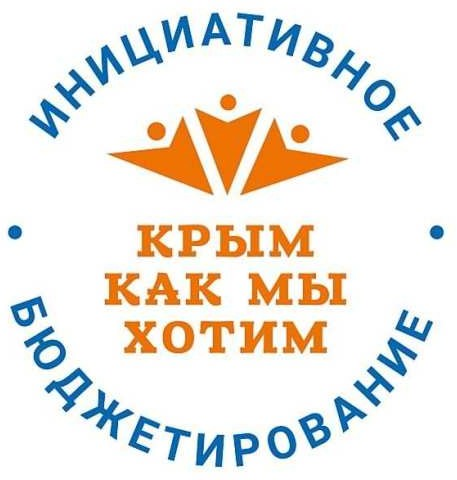 ИНИЦИАТИВНОЕ
КРЫМ
КАК МЫ
ХОТИМ
БЮДЖЕТИРОВАНИЕ